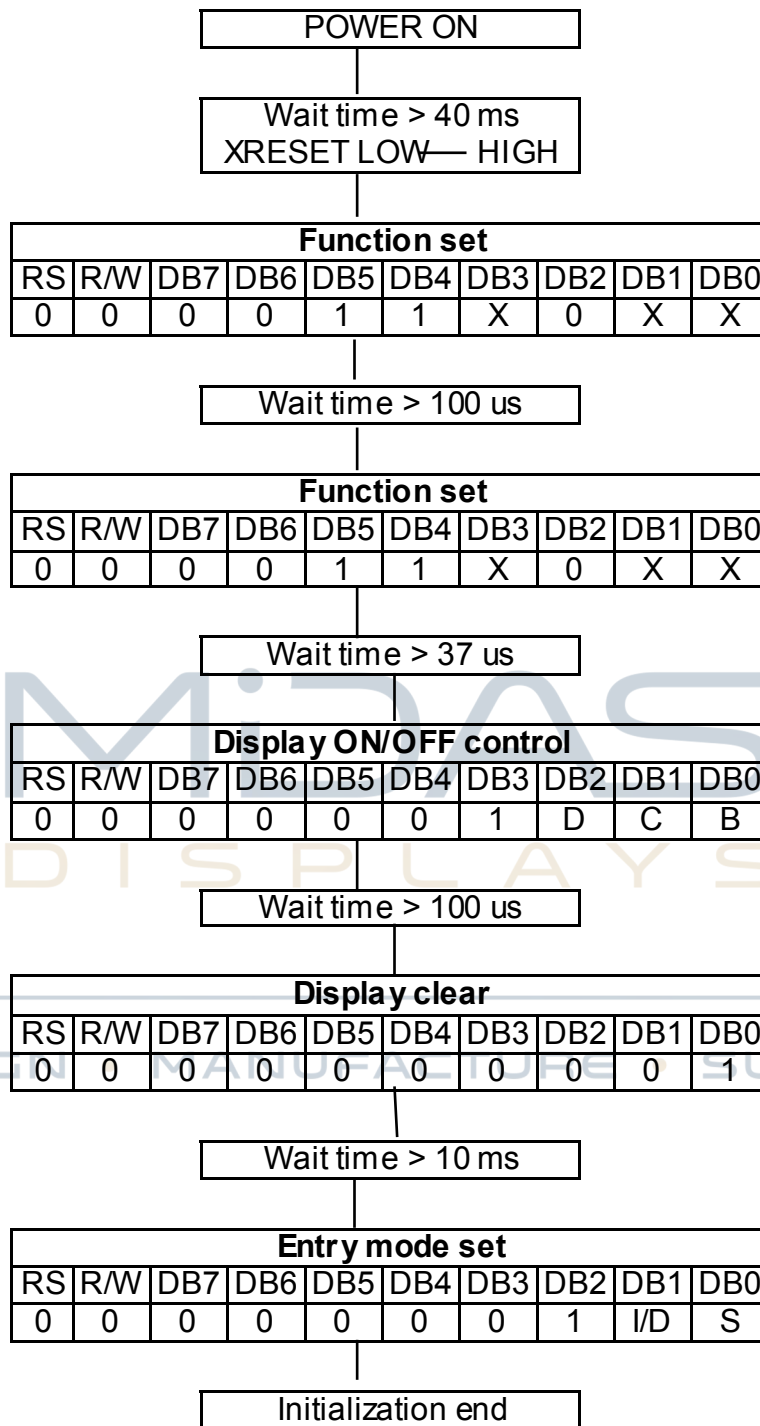 POWER ON
Wait time > 40 ms
XRESET LOW — HIGH
Function set
RS R/W DB7 DB6 DB5 DB4 DB3 DB2 DB1 DB0
0 0 0 0 1 1 X 0 X X
Wait time > 100 us
Function set
RS R/W DB7 DB6 DB5 DB4 DB3 DB2 DB1 DB0
0 0 0 0 1 1 X 0 X X
Wait time > 37 us
MiDAS
Display ON/OFF control
RS R/W DB7 DB6 DB5 DB4 DB3 DB2 DB1 DB0
0 0 0 0 0 0 1 D C B
DISPLAYS
Wait time > 100 us
Display clear
RS R/W DB7 DB6 DB5 DB4 DB3 DB2 DB1 DB0
0 0 0 0 0 0 0 0 0 1
GN • MANUFACTURE • SU
Wait time > 10 ms
Entry mode set
RS R/W DB7 DB6 DB5 DB4 DB3 DB2 DB1 DB0
0 0 0 0 0 0 0 1 I/D S
Initialization end